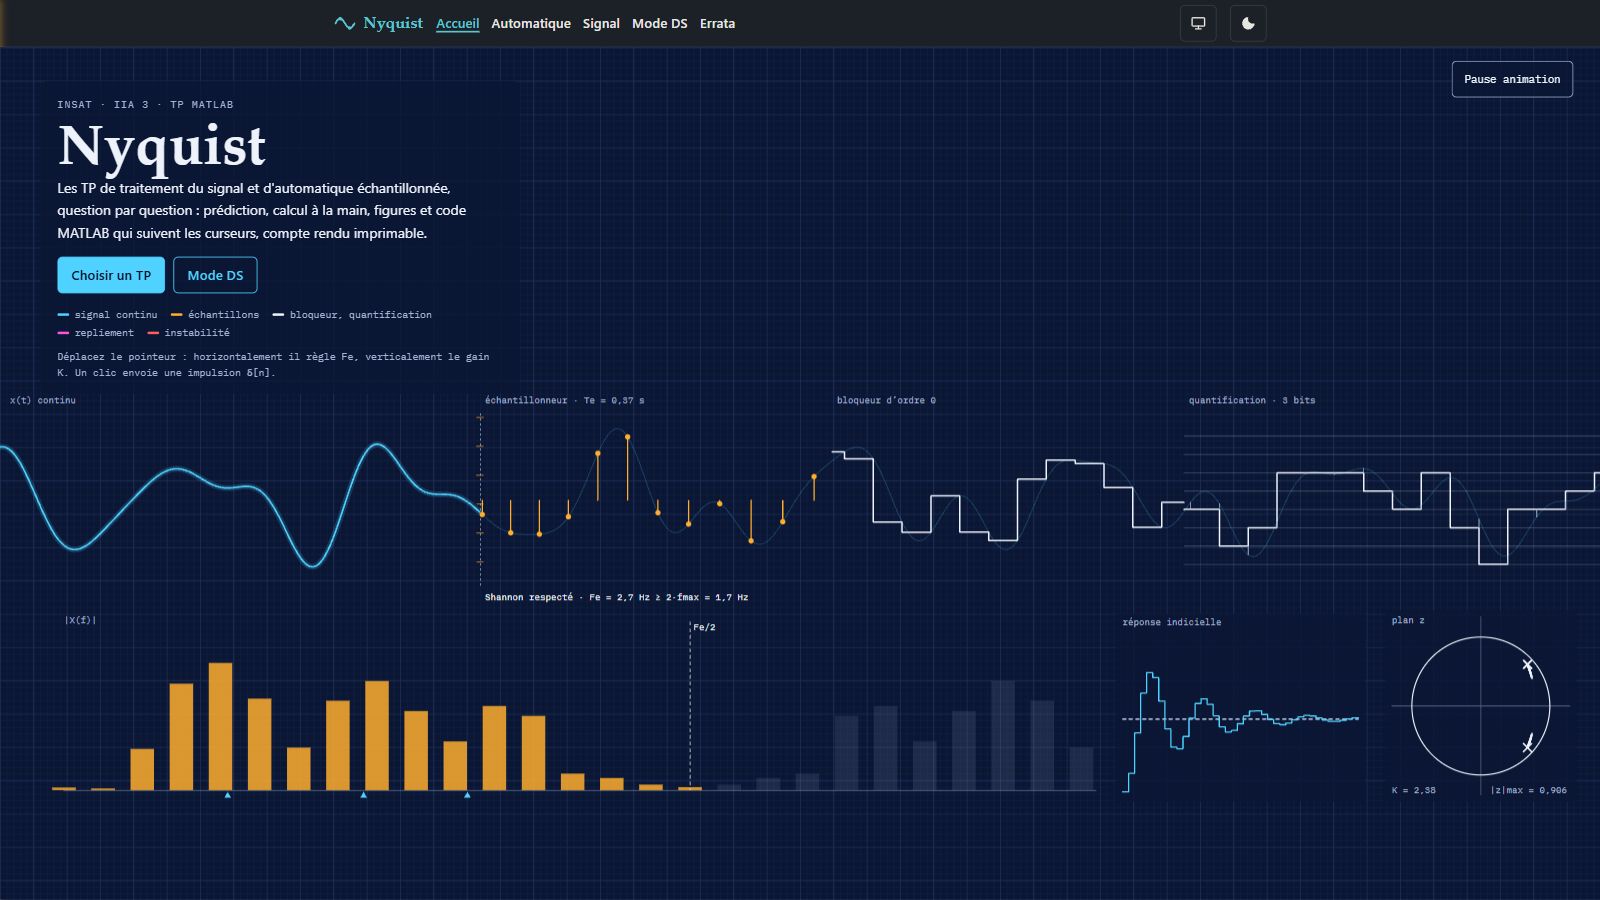 Nyquist Accueil Automatique Signal Mode DS Errata
Pause animation
INSAT · IIA 3 · TP MATLAB
Nyquist
Les TP de traitement du signal et d'automatique échantillonnée,
question par question : prédiction, calcul à la main, figures et code
MATLAB qui suivent les curseurs, compte rendu imprimable.
Choisir un TP Mode DS
signal continu échantillons bloqueur, quantification
repliement instabilité
Déplacez le pointeur : horizontalement il règle Fe, verticalement le gain
K. Un clic envoie une impulsion δ[n].
x(t) continu
échantillonneur · Te = 0,37 s
bloqueur d’ordre 0
quantification · 3 bits
Shannon respecté · Fe = 2,7 Hz ≥ 2·fmax = 1,7 Hz
|X(f)|
Fe/2
réponse indicielle
plan z
K = 2,38 |z|max = 0,906